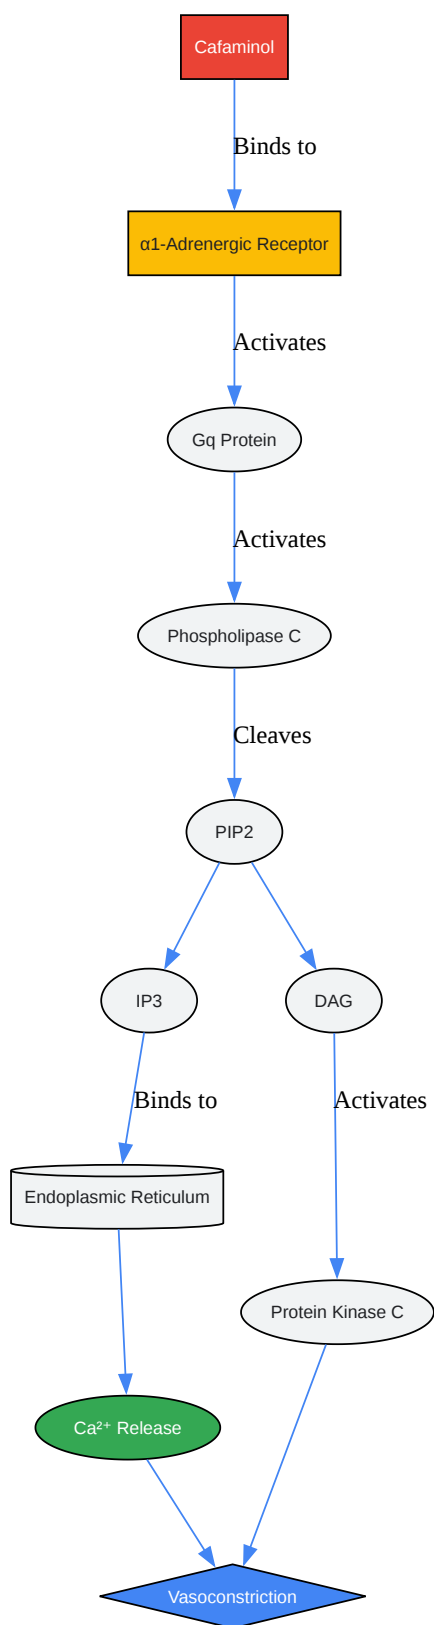 Cafaminol
Binds to
α1-Adrenergic Receptor
Activates
Gq Protein
Activates
Phospholipase C
Cleaves
PIP2
IP3
DAG
Binds to
Activates
Endoplasmic Reticulum
Protein Kinase C
Ca²⁺ Release
Vasoconstriction